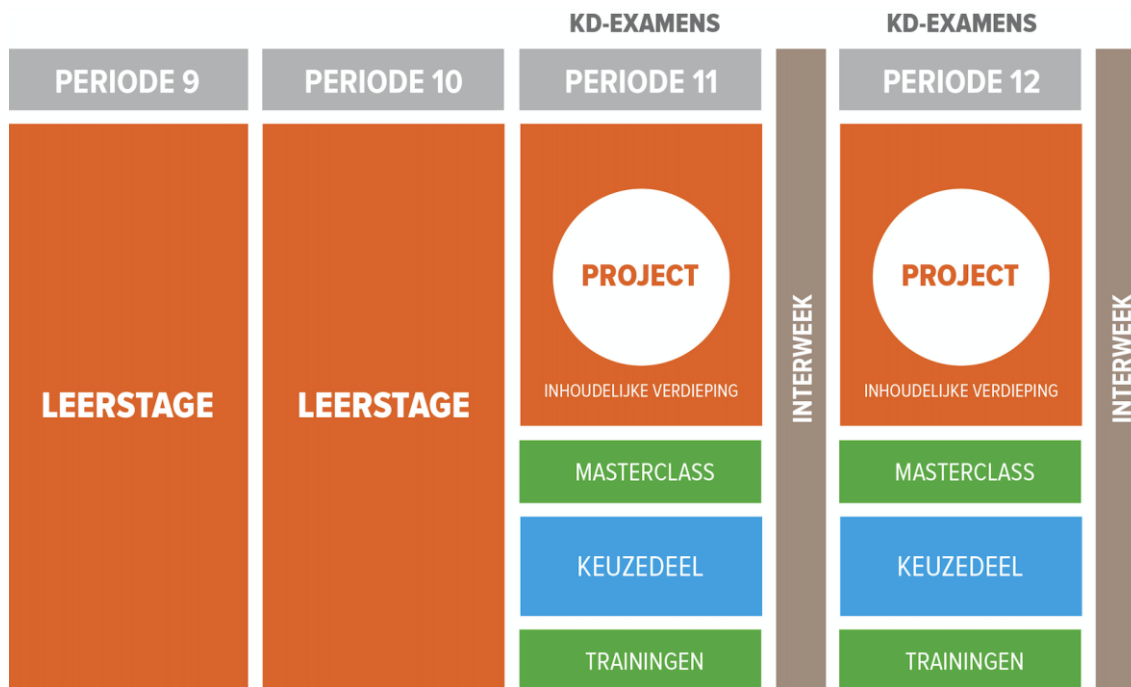 KD-EXAMENS
KD-EXAMENS
PERIODE 9
PERIODE 10
PERIODE 11
PERIODE 12
LEERSTAGE
LEERSTAGE
PROJECT
INHOUDELIJKE VERDIEPING
MASTERCLASS
KEUZEDEEL
TRAININGEN
INTERWEEK
PROJECT
INHOUDELIJKE VERDIEPING
MASTERCLASS
KEUZEDEEL
TRAININGEN
INTERWEEK